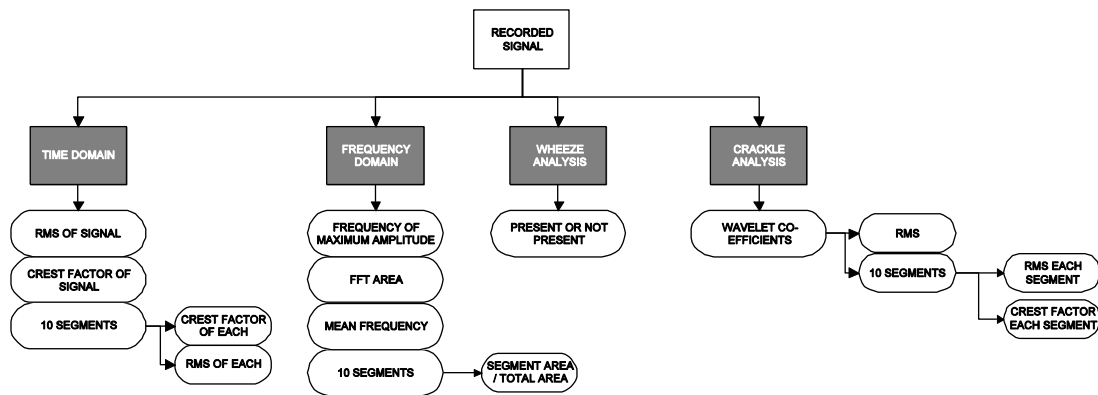 RECORDED
SIGNAL
TIME DOMAIN
FREQUENCY
DOMAIN
WHEEZE
ANALYSIS
CRACKLE
ANALYSIS
RMS OF SIGNAL
CREST FACTOR OF
SIGNAL
10 SEGMENTS
CREST FACTOR
OF EACH
RMS OF EACH
FREQUENCY OF
MAXIMUM AMPLITUDE
FFT AREA
MEAN FREQUENCY
10 SEGMENTS
SEGMENT AREA
/ TOTAL AREA
PRESENT OR NOT
PRESENT
WAVELET CO-
EFFICIENTS
RMS
10 SEGMENTS
RMS EACH
SEGMENT
CREST FACTOR
EACH SEGMENT